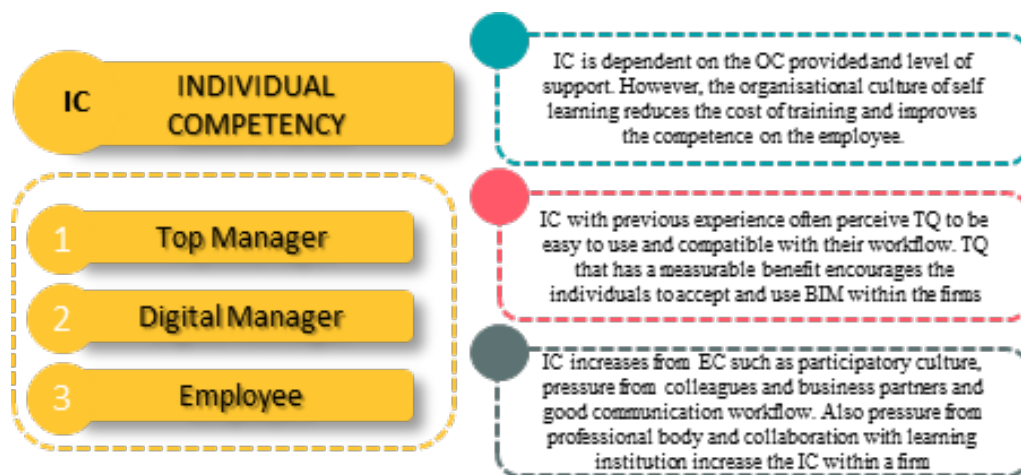 IC
INDIVIDUAL
COMPETENCY
1
Top Manager
2
Digital Manager
3
Employee
IC is dependent on the OC provided and level of
support. However, the organisational culture of self
learning reduces the cost of training and improves
the competence on the employee.
IC with previous experience often perceive TQ to be
easy to use and compatible with their workflow. TQ
that has a measurable benefit encourages the
individuals to accept and use BIM within the firms
IC increases from EC such as participatory culture,
pressure from colleagues and business partners and
good communication workflow. Also pressure from
professional body and collaboration with learning
institution increase the IC within a firm